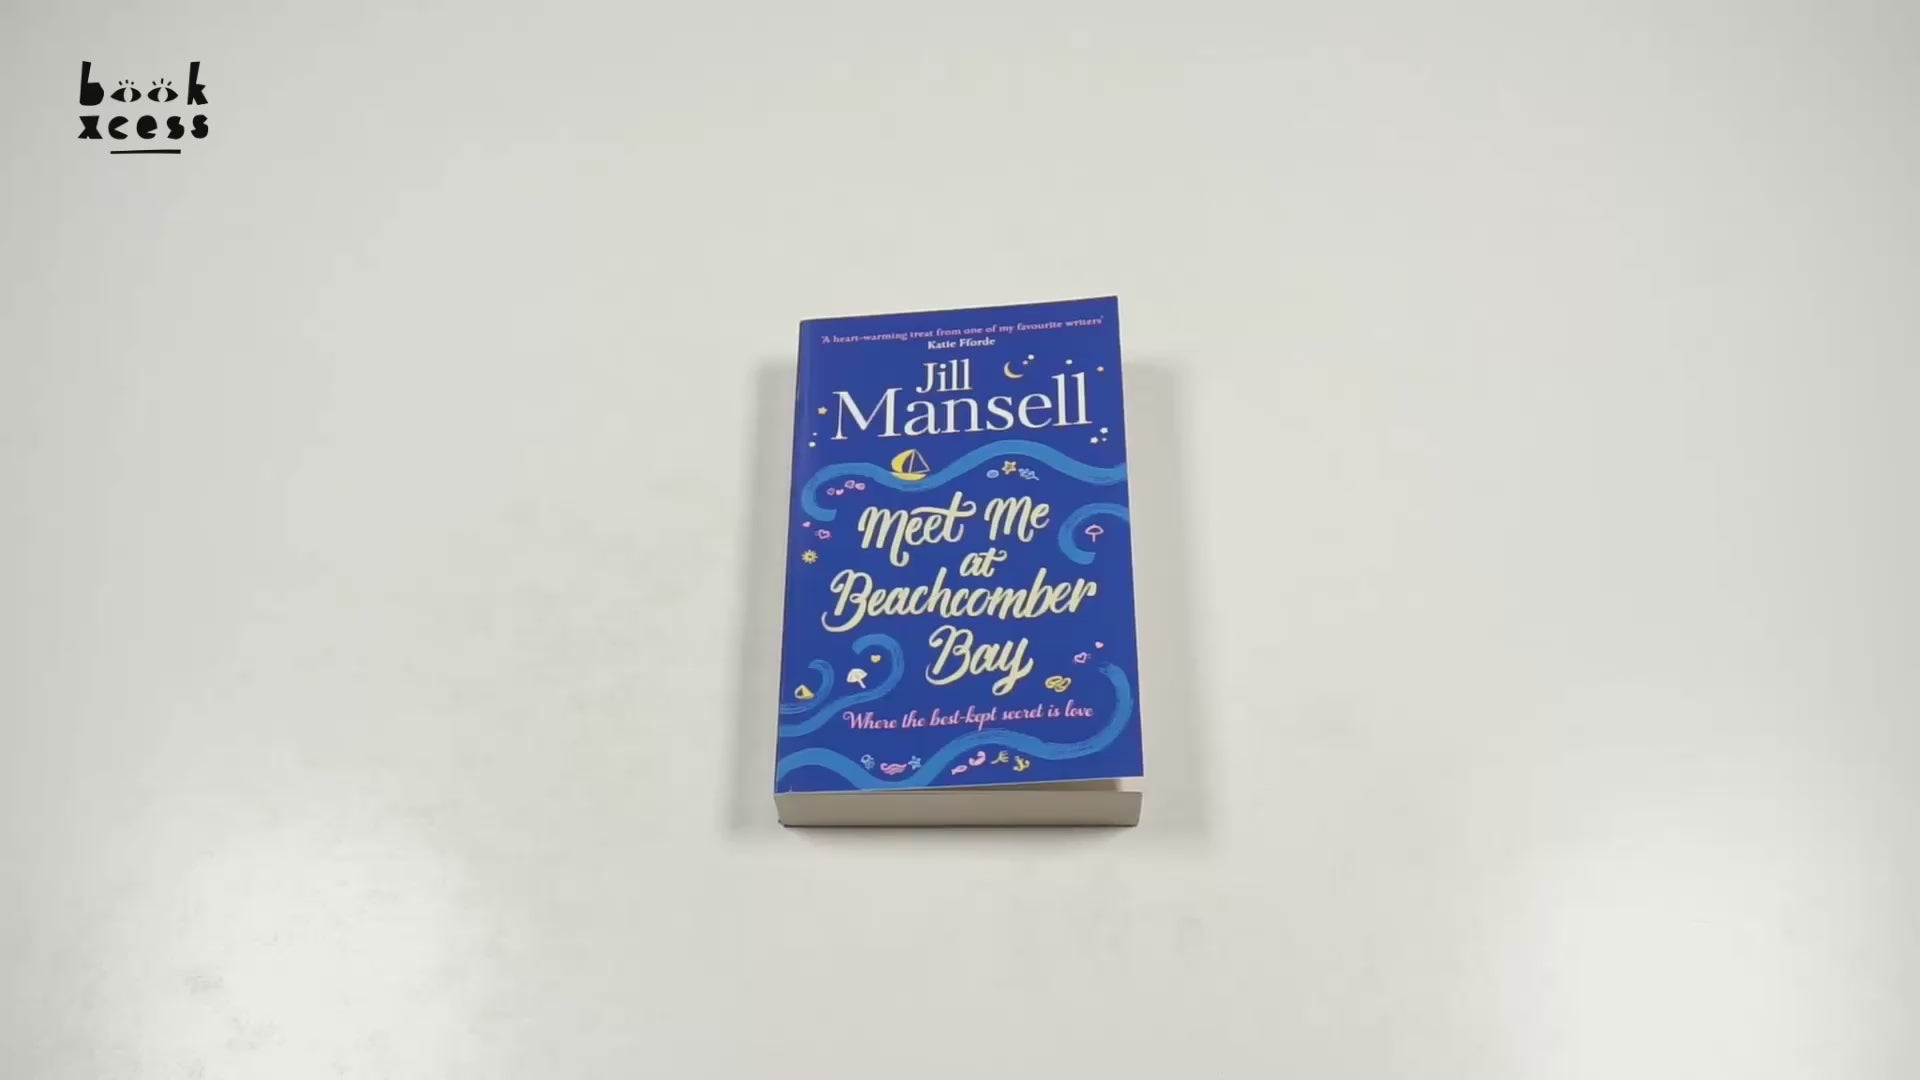 book
xcess
'A heart-warming treat from one of my favourite writers'
Katie Fforde
Jill
Mansell
Meet Me
at
Beachcomber
Bay
Where the best-kept secret is love